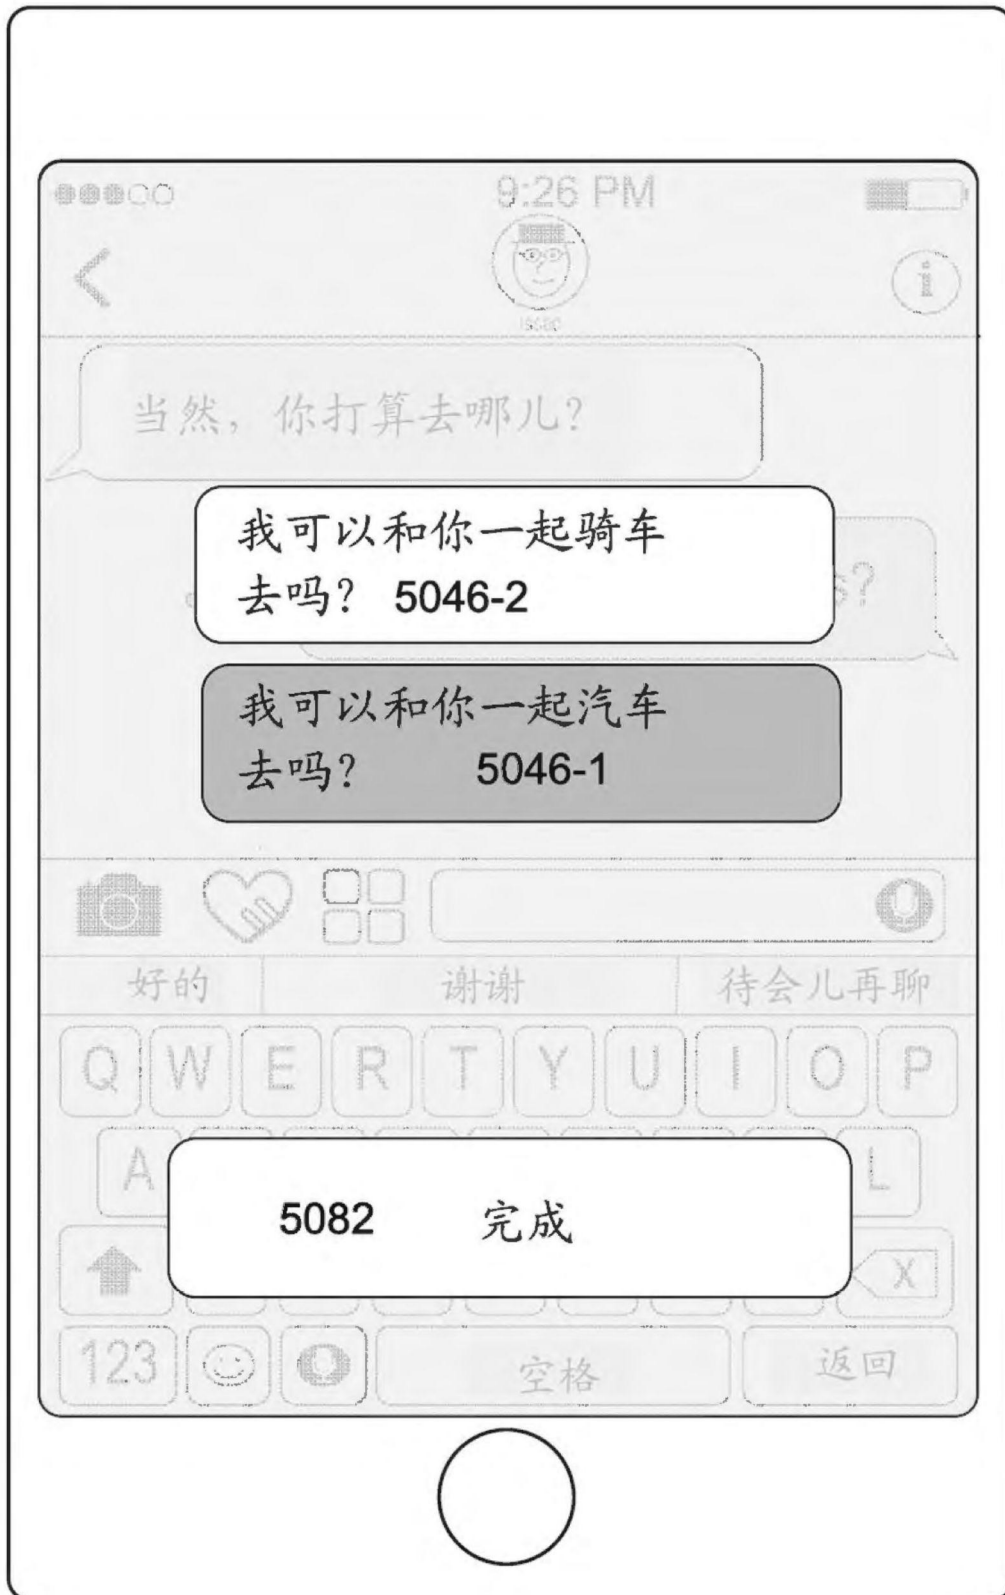 9:26 PM
i
当然，你打算去哪儿？
我可以和你一起骑车
去吗？ 5046-2
s?
我可以和你一起汽车
去吗？ 5046-1
好的 谢谢 待会儿再聊
Q W E R T Y U I O P
A L
5082 完成
X
123 空格 返回